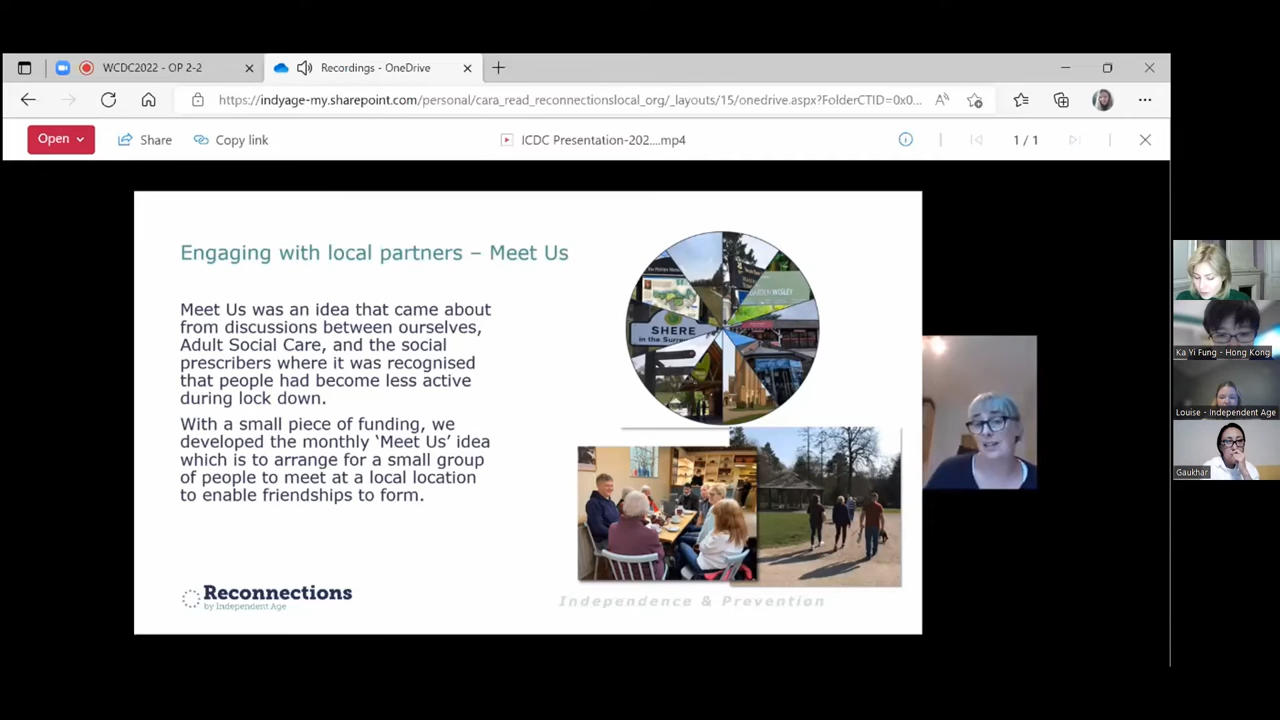 WCDC2022 - OP 2-2
Recordings - OneDrive
https://indyage-my.sharepoint.com/personal/cara_read_reconnectionslocal_org/_layouts/15/onedrive.aspx?FolderCTID=0x0...
Open
Share
Copy link
ICDC Presentation-202....mp4
1 / 1
Engaging with local partners – Meet Us
Meet Us was an idea that came about
from discussions between ourselves,
Adult Social Care, and the social
prescribers where it was recognised
that people had become less active
during lock down.
With a small piece of funding, we
developed the monthly ‘Meet Us’ idea
which is to arrange for a small group
of people to meet at a local location
to enable friendships to form.
GARDEN WISLEY
SHERE
in the Surrey
Reconnections
by Independent Age
Independence & Prevention
Ka Yi Fung - Hong Kong
Louise - Independent Age
Gaukhar